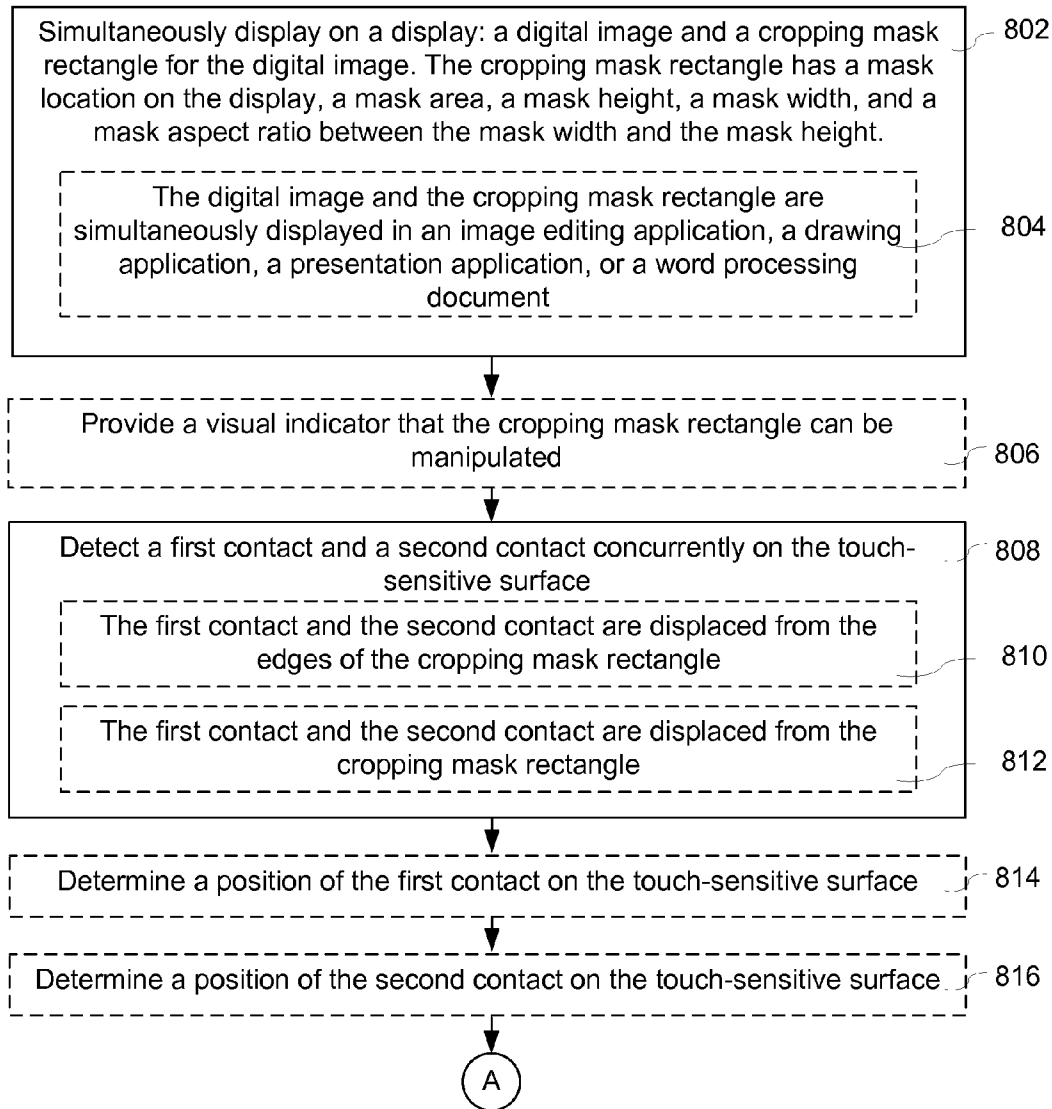 Simultaneously display on a display: a digital image and a cropping mask
rectangle for the digital image. The cropping mask rectangle has a mask
location on the display, a mask area, a mask height, a mask width, and a
mask aspect ratio between the mask width and the mask height.
802
The digital image and the cropping mask rectangle are
simultaneously displayed in an image editing application, a drawing
application, a presentation application, or a word processing
document
804
Provide a visual indicator that the cropping mask rectangle can be
manipulated
806
Detect a first contact and a second contact concurrently on the touch-
sensitive surface
808
The first contact and the second contact are displaced from the
edges of the cropping mask rectangle
810
The first contact and the second contact are displaced from the
cropping mask rectangle
812
Determine a position of the first contact on the touch-sensitive surface
814
Determine a position of the second contact on the touch-sensitive surface
816
A